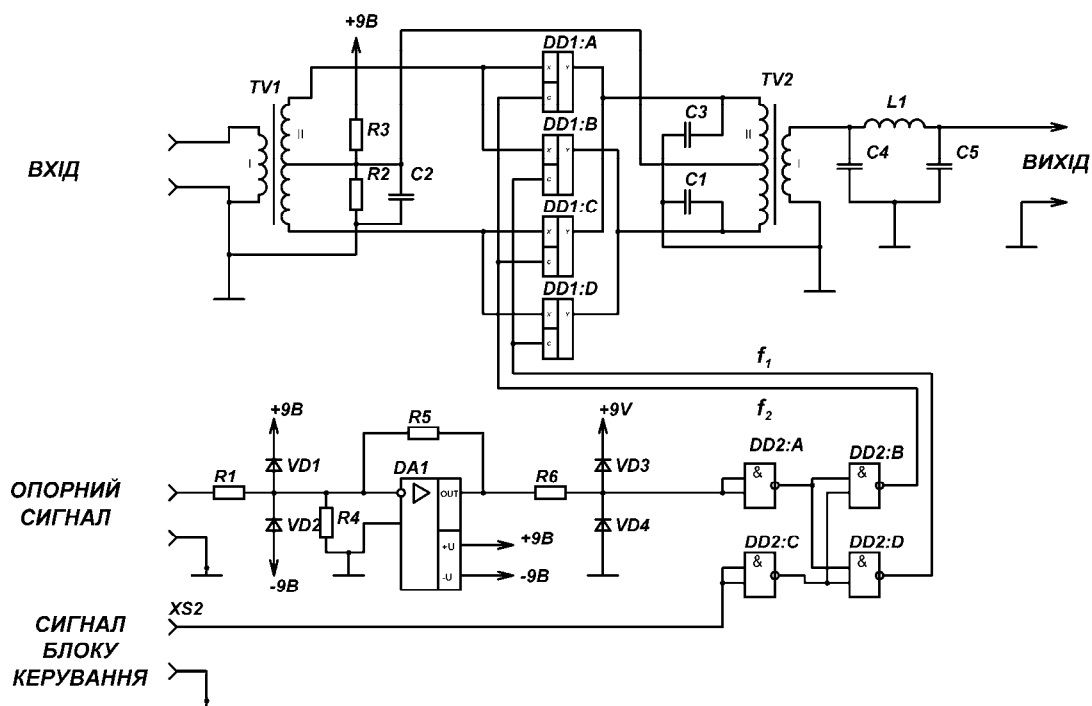 +9В
DD1:A
TV1
TV2
X
Y
C
C3
L1
R3
II
II
DD1:B
I
I
C4
C5
ВХІД
R2
C2
X
Y
C
C1
ВИХІД
DD1:C
X
Y
C
DD1:D
X
Y
C
f1
+9В
R5
+9V
f2
DD2:A
VD1
DA1
VD3
&
DD2:B
&
R1
ОПОРНИЙ
СИГНАЛ
OUT
R6
VD2
R4
VD4
DD2:C
DD2:D
+U
+9В
&
&
-9В
-U
-9В
XS2
СИГНАЛ
БЛОКУ
КЕРУВАННЯ